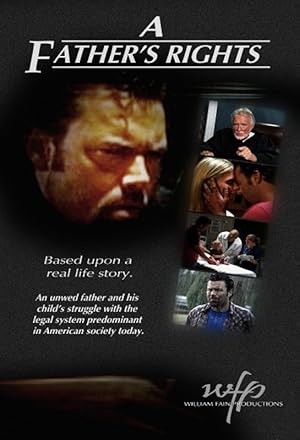 A
FATHER'S RIGHTS
Based upon a
real life story.
An unwed father and his
child's struggle with the
legal system predominant
in American society today.
wfp
WILLIAM FAIN PRODUCTIONS